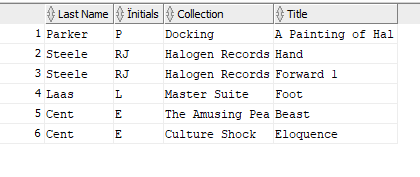 Last Name Initials Collection Title
1 Parker P Docking A Painting of Hal
2 Steele RJ Halogen Records Hand
3 Steele RJ Halogen Records Forward 1
4 Laas L Master Suite Foot
5 Cent E The Amusing Pea Beast
6 Cent E Culture Shock Eloquence